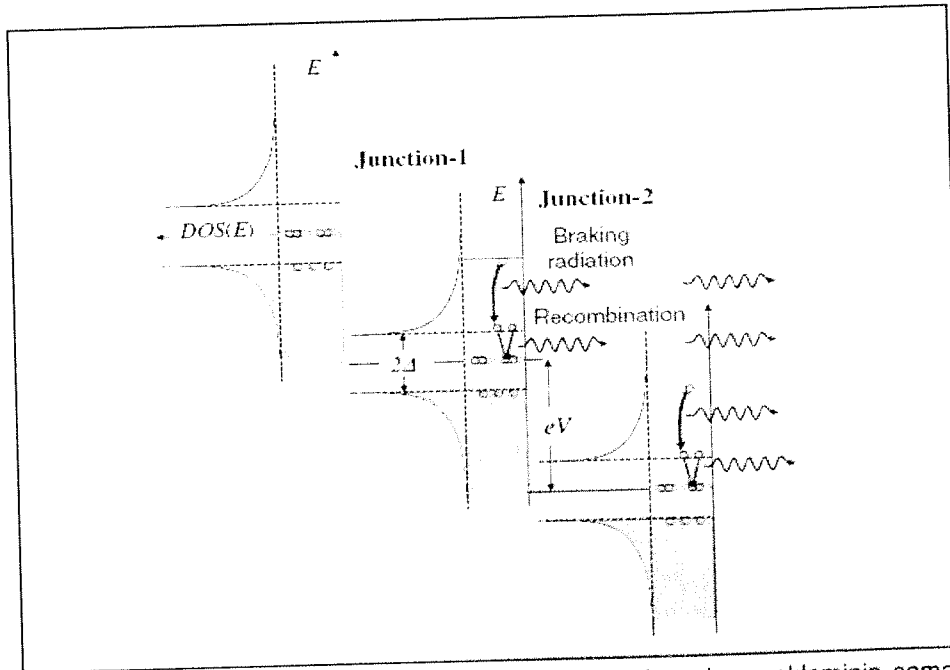 E
Junction-1
E
Junction-2
DOS(E)
Braking
radiation
Recombination
2Δ
eV